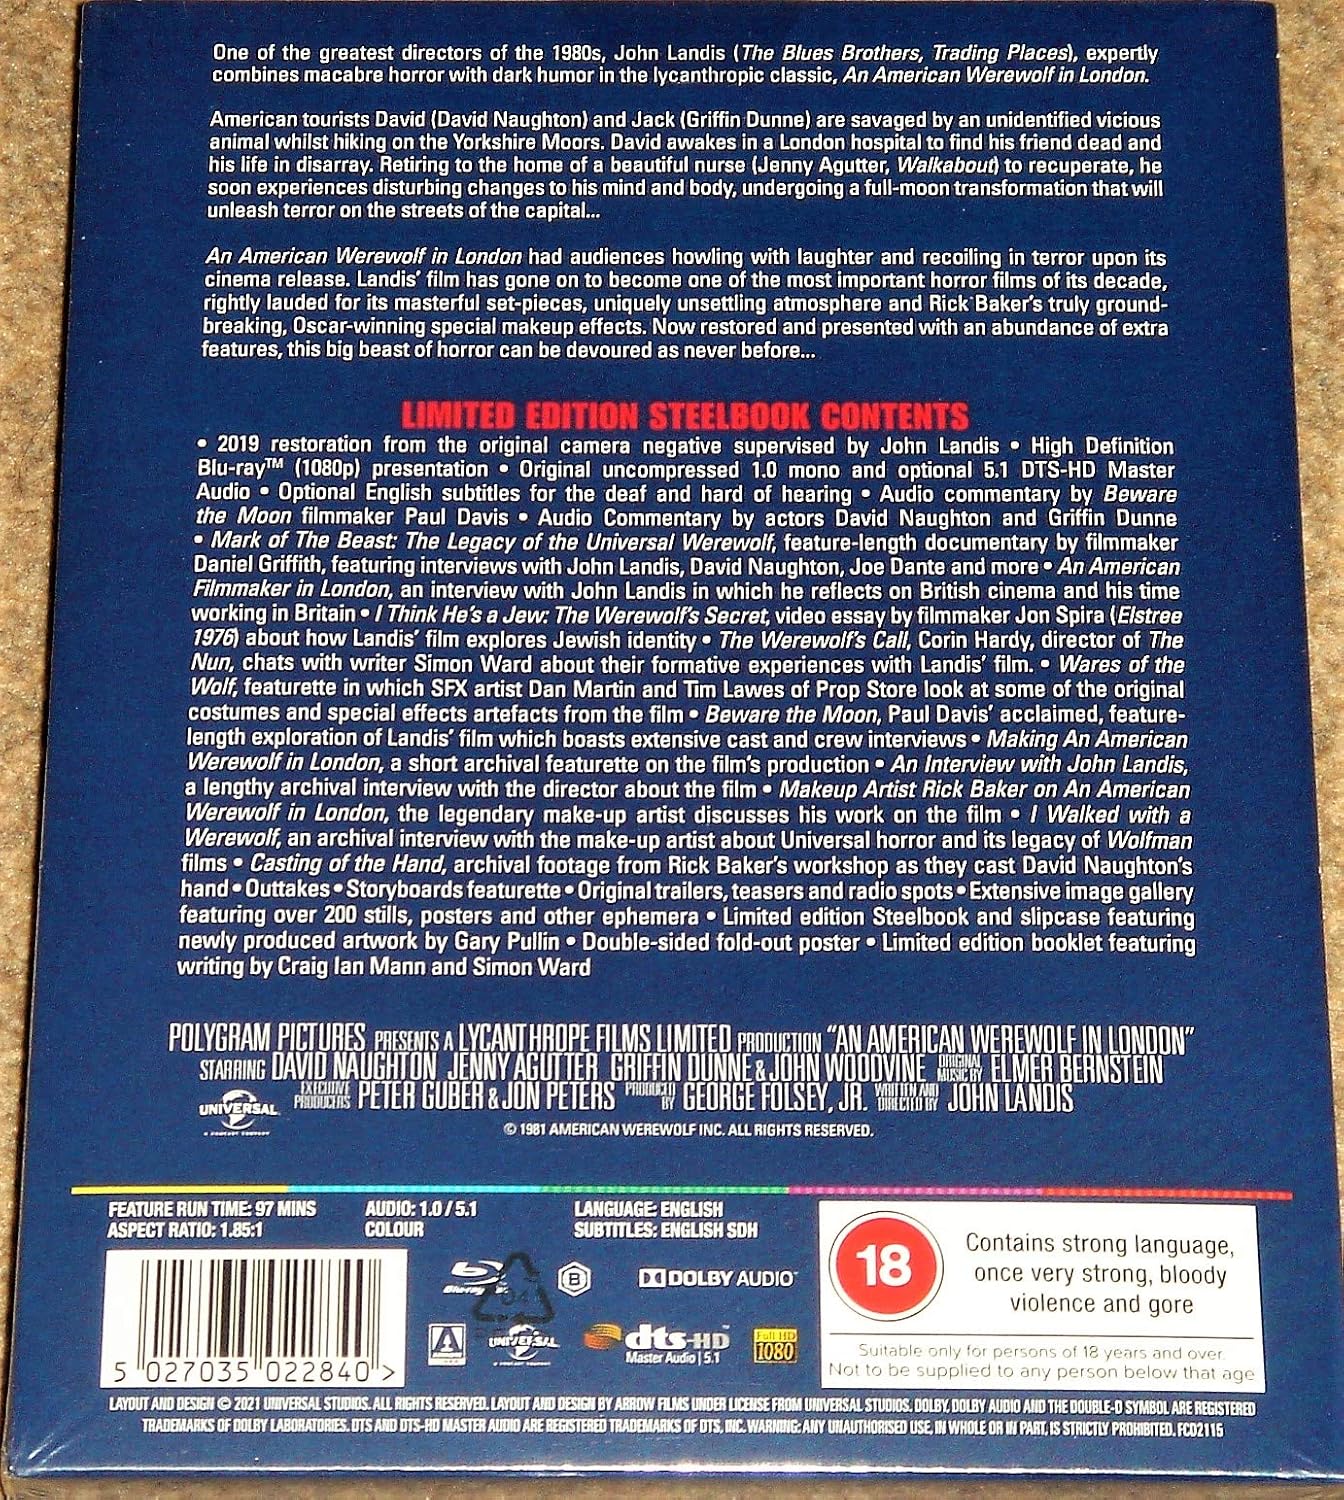 One of the greatest directors of the 1980s, John Landis (The Blues Brothers, Trading Places), expertly
combines macabre horror with dark humor in the lycanthropic classic, An American Werewolf in London.
American tourists David (David Naughton) and Jack (Griffin Dunne) are savaged by an unidentified vicious
animal whilst hiking on the Yorkshire Moors. David awakes in a London hospital to find his friend dead and
his life in disarray. Retiring to the home of a beautiful nurse (Jenny Agutter, Walkabout) to recuperate, he
soon experiences disturbing changes to his mind and body, undergoing a full-moon transformation that will
unleash terror on the streets of the capital...
An American Werewolf in London had audiences howling with laughter and recoiling in terror upon its
cinema release. Landis' film has gone on to become one of the most important horror films of its decade,
rightly lauded for its masterful set-pieces, uniquely unsettling atmosphere and Rick Baker's truly ground-
breaking, Oscar-winning special makeup effects. Now restored and presented with an abundance of extra
features, this big beast of horror can be devoured as never before...
LIMITED EDITION STEELBOOK CONTENTS
• 2019 restoration from the original camera negative supervised by John Landis • High Definition
Blu-ray™ (1080p) presentation • Original uncompressed 1.0 mono and optional 5.1 DTS-HD Master
Audio • Optional English subtitles for the deaf and hard of hearing • Audio commentary by Beware
the Moon filmmaker Paul Davis • Audio Commentary by actors David Naughton and Griffin Dunne
• Mark of The Beast: The Legacy of the Universal Werewolf, feature-length documentary by filmmaker
Daniel Griffith, featuring interviews with John Landis, David Naughton, Joe Dante and more • An American
Filmmaker in London, an interview with John Landis in which he reflects on British cinema and his time
working in Britain • I Think He's a Jew: The Werewolf's Secret, video essay by filmmaker Jon Spira (Elstree
1976) about how Landis' film explores Jewish identity • The Werewolf's Call, Corin Hardy, director of The
Nun, chats with writer Simon Ward about their formative experiences with Landis' film. • Wares of the
Wolf, featurette in which SFX artist Dan Martin and Tim Lawes of Prop Store look at some of the original
costumes and special effects artefacts from the film • Beware the Moon, Paul Davis' acclaimed, feature-
length exploration of Landis' film which boasts extensive cast and crew interviews • Making An American
Werewolf in London, a short archival featurette on the film's production • An Interview with John Landis,
a lengthy archival interview with the director about the film • Makeup Artist Rick Baker on An American
Werewolf in London, the legendary make-up artist discusses his work on the film • I Walked with a
Werewolf, an archival interview with the make-up artist about Universal horror and its legacy of Wolfman
films • Casting of the Hand, archival footage from Rick Baker's workshop as they cast David Naughton's
hand • Outtakes • Storyboards featurette • Original trailers, teasers and radio spots • Extensive image gallery
featuring over 200 stills, posters and other ephemera • Limited edition Steelbook and slipcase featuring
newly produced artwork by Gary Pullin • Double-sided fold-out poster • Limited edition booklet featuring
writing by Craig Ian Mann and Simon Ward
POLYGRAM PICTURES PRESENTS A LYCANTHROPE FILMS LIMITED PRODUCTION "AN AMERICAN WEREWOLF IN LONDON"
STARRING DAVID NAUGHTON JENNY AGUTTER GRIFFIN DUNNE & JOHN WOODVINE ORIGINAL MUSIC BY ELMER BERNSTEIN
EXECUTIVE PRODUCERS PETER GUBER & JON PETERS PRODUCED BY GEORGE FOLSEY, JR. WRITTEN AND DIRECTED BY JOHN LANDIS
UNIVERSAL
A COMCAST COMPANY
© 1981 AMERICAN WEREWOLF INC. ALL RIGHTS RESERVED.
FEATURE RUN TIME: 97 MINS AUDIO: 1.0 / 5.1 LANGUAGE: ENGLISH
ASPECT RATIO: 1.85:1 COLOUR SUBTITLES: ENGLISH SDH
18
Contains strong language,
once very strong, bloody
violence and gore
Suitable only for persons of 18 years and over.
Not to be supplied to any person below that age
Blu-ray B DOLBY AUDIO
UNIVERSAL dts-HD Full HD
Master Audio | 5.1 1080
5 027035 022840 >
LAYOUT AND DESIGN © 2021 UNIVERSAL STUDIOS. ALL RIGHTS RESERVED. LAYOUT AND DESIGN BY ARROW FILMS UNDER LICENSE FROM UNIVERSAL STUDIOS. DOLBY, DOLBY AUDIO AND THE DOUBLE-D SYMBOL ARE REGISTERED
TRADEMARKS OF DOLBY LABORATORIES. DTS AND DTS-HD MASTER AUDIO ARE REGISTERED TRADEMARKS OF DTS, INC. WARNING: ANY UNAUTHORISED USE, IN WHOLE OR IN PART, IS STRICTLY PROHIBITED. FCD2115